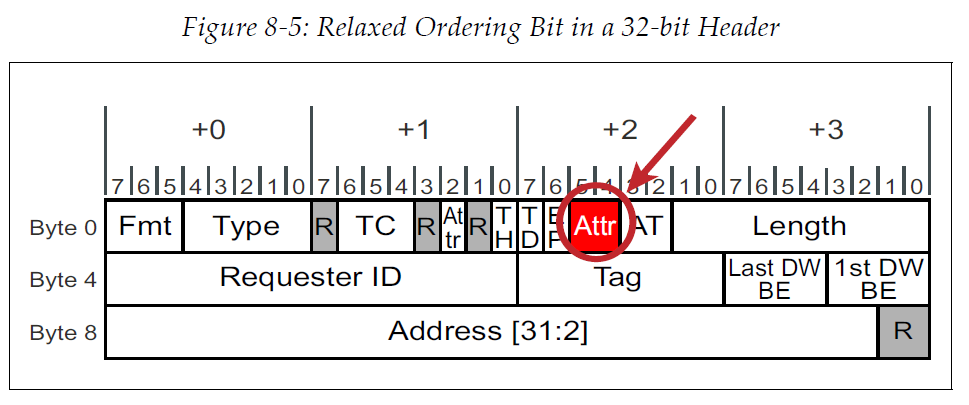 Figure 8-5: Relaxed Ordering Bit in a 32-bit Header
+0 +1 +2 +3
7 6 5 4 3 2 1 0 7 6 5 4 3 2 1 0 7 6 5 4 3 2 1 0 7 6 5 4 3 2 1 0
Byte 0 Fmt Type R TC R At tr R T H T D E P Attr AT Length
Byte 4 Requester ID Tag Last DW BE 1st DW BE
Byte 8 Address [31:2] R